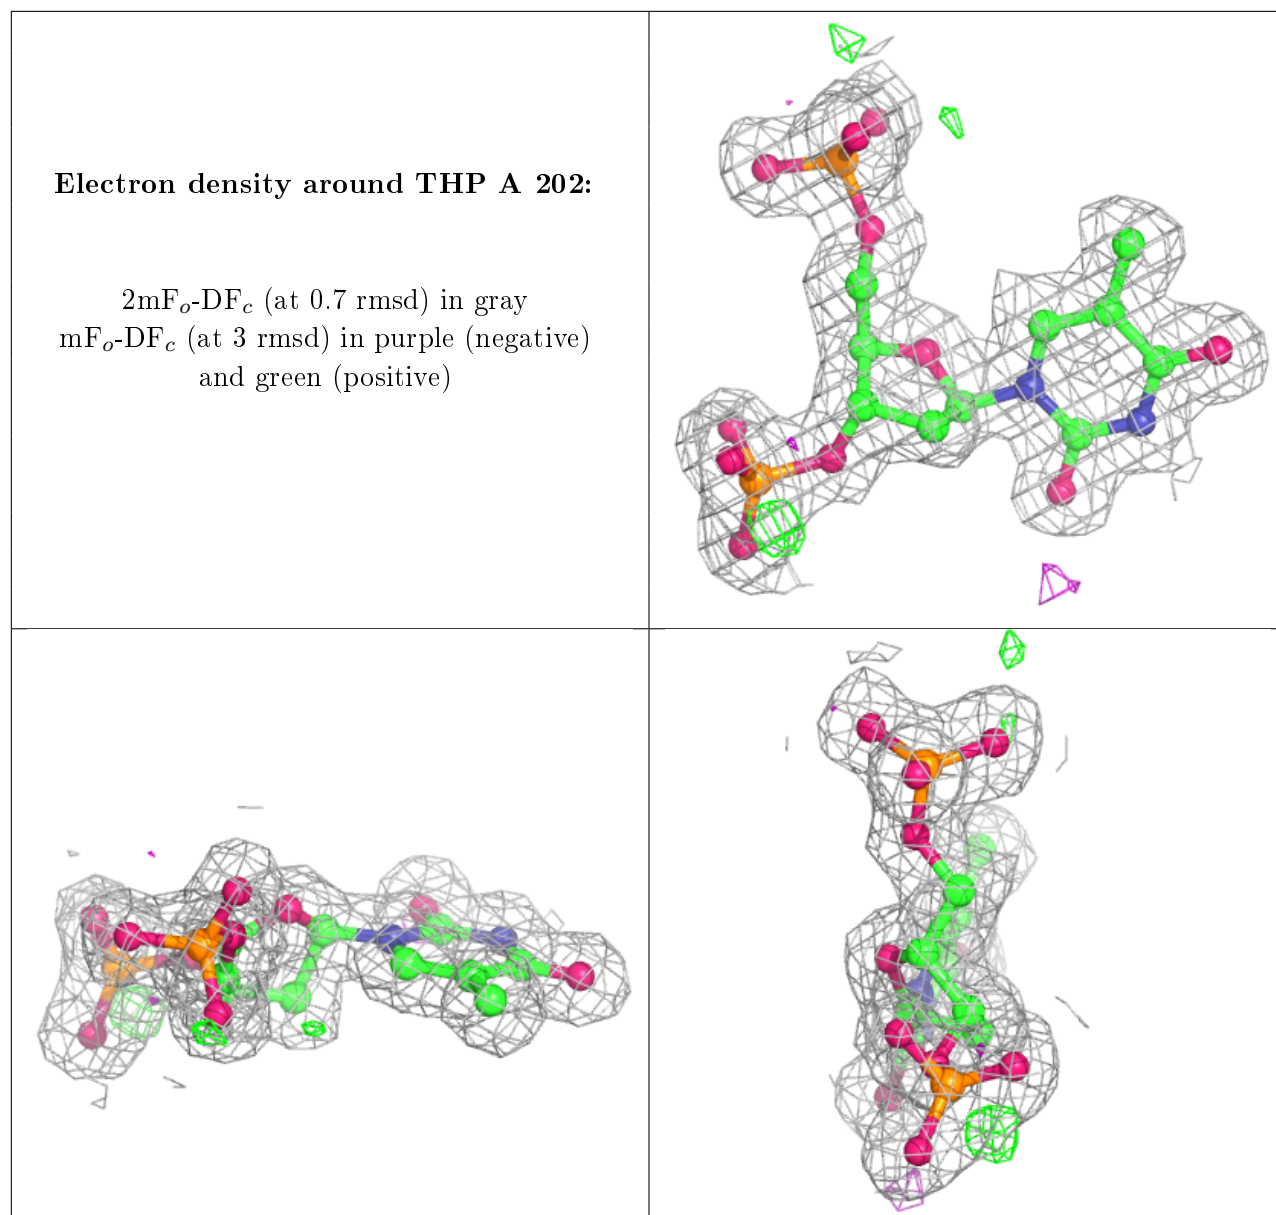 Electron density around THP A 202:
2mFo-DFc (at 0.7 rmsd) in gray
mFo-DFc (at 3 rmsd) in purple (negative)
and green (positive)